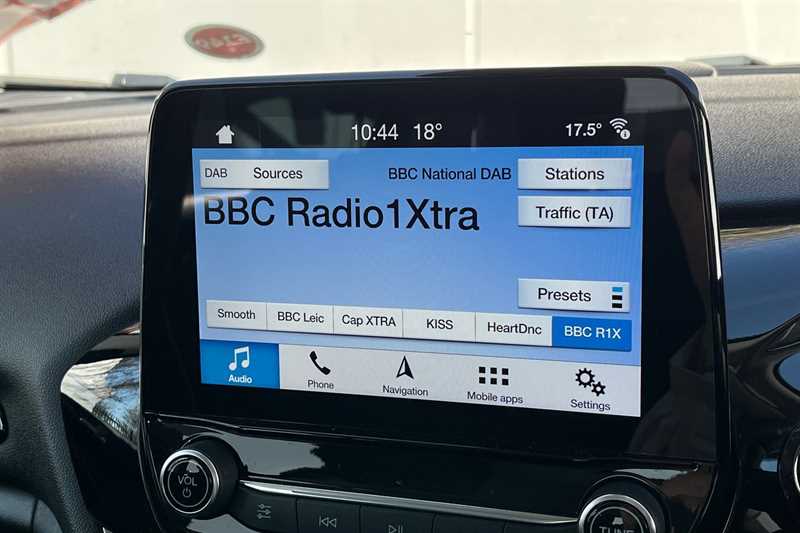 10:44 18° 17.5°
DAB Sources
BBC National DAB
Stations
BBC Radio1Xtra
Traffic (TA)
Presets
Smooth
BBC Leic
Cap XTRA
KISS
HeartDnc
BBC R1X
Audio
Phone
Navigation
Mobile apps
Settings
VOL
TUNE